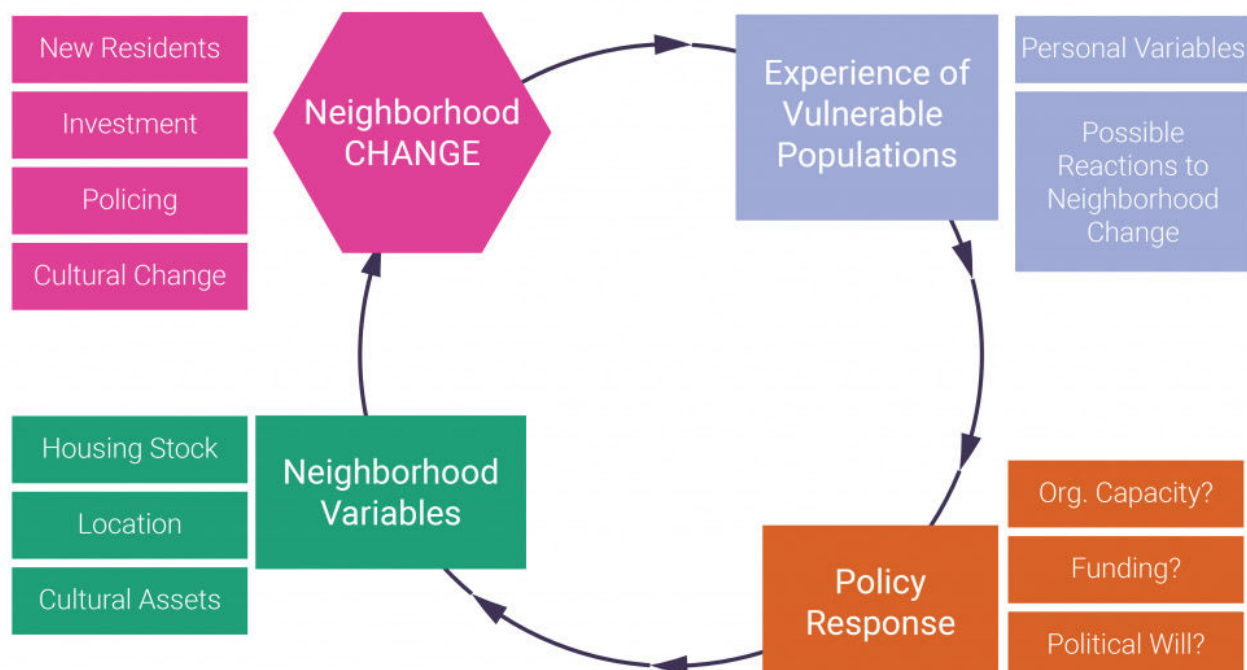 New Residents
Investment
Policing
Cultural Change
Neighborhood
CHANGE
Experience of
Vulnerable
Populations
Personal Variables
Possible
Reactions to
Neighborhood
Change
Housing Stock
Location
Cultural Assets
Neighborhood
Variables
Policy
Response
Org. Capacity?
Funding?
Political Will?